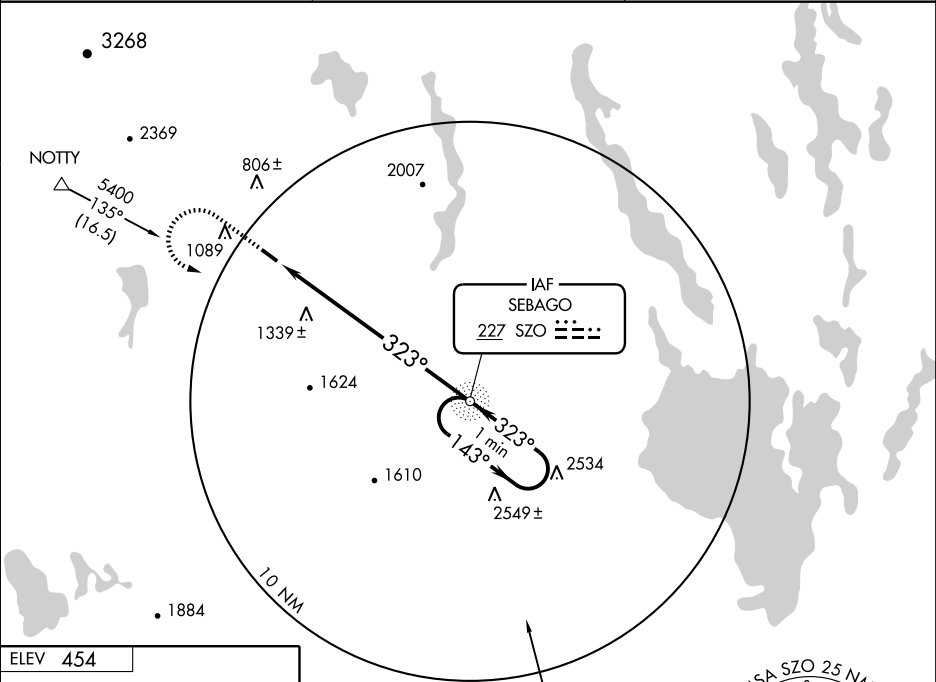 3268
2369
NOTTY
5400
135°
(16.5)
806±
2007
1089
IAF
SEBAGO
227 SZO
1339±
323°
1624
323°
1 min
143°
2534
1610
2549±
10 NM
1884
ELEV 454
MSA SZO 25 NM